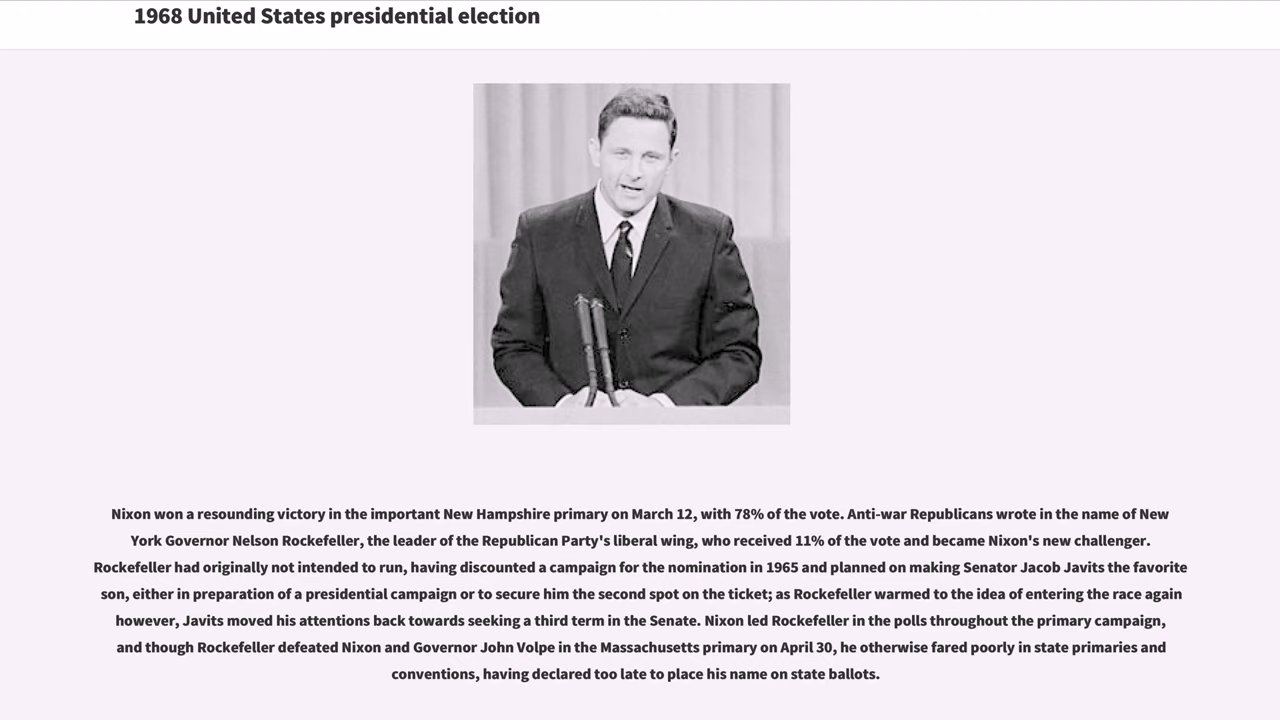 1968 United States presidential election
Nixon won a resounding victory in the important New Hampshire primary on March 12, with 78% of the vote. Anti-war Republicans wrote in the name of New
York Governor Nelson Rockefeller, the leader of the Republican Party's liberal wing, who received 11% of the vote and became Nixon's new challenger.
Rockefeller had originally not intended to run, having discounted a campaign for the nomination in 1965 and planned on making Senator Jacob Javits the favorite
son, either in preparation of a presidential campaign or to secure him the second spot on the ticket; as Rockefeller warmed to the idea of entering the race again
however, Javits moved his attentions back towards seeking a third term in the Senate. Nixon led Rockefeller in the polls throughout the primary campaign,
and though Rockefeller defeated Nixon and Governor John Volpe in the Massachusetts primary on April 30, he otherwise fared poorly in state primaries and
conventions, having declared too late to place his name on state ballots.